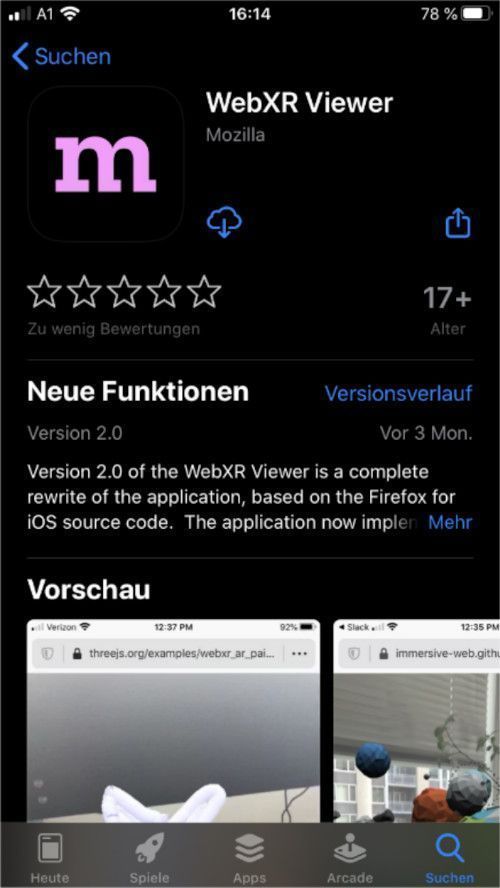 A1 16:14 78 %
Suchen
m
WebXR Viewer
Mozilla
17+
Zu wenig Bewertungen Alter
Neue Funktionen Versionsverlauf
Version 2.0 Vor 3 Mon.
Version 2.0 of the WebXR Viewer is a complete
rewrite of the application, based on the Firefox for
iOS source code. The application now implen Mehr
Vorschau
Verizon 12:37 PM 92%
Slack 12:35 PM
threejs.org/examples/webxr_ar_pai...
immersive-web.githu
Heute Spiele Apps Arcade Suchen